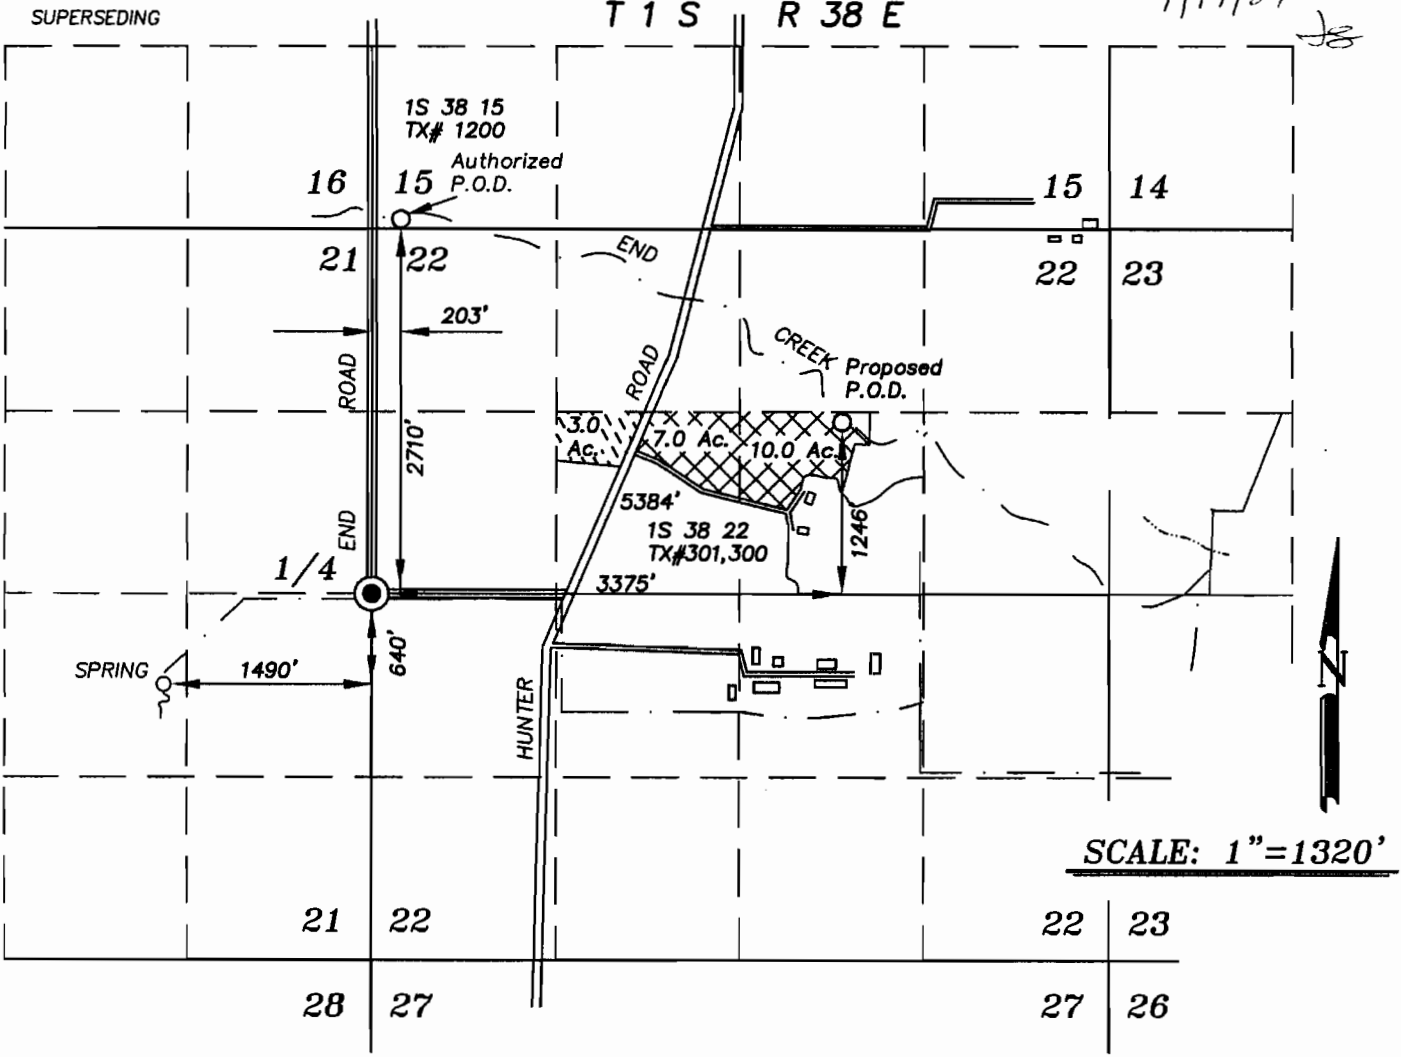 SUPERSEDING
T 1 S R 38 E
1S 38 15
TX# 1200
Authorized
P.O.D.
16 15
15 14
21 22
END
22 23
203'
ROAD
ROAD
CREEK
Proposed
P.O.D.
2710'
3.0
Ac.
7.0 Ac.
10.0 Ac.
5384'
1S 38 22
TX#301,300
1246
END
1/4
3375'
640'
SPRING
1490'
HUNTER
N
SCALE: 1"=1320'
21 22
22 23
28 27
27 26